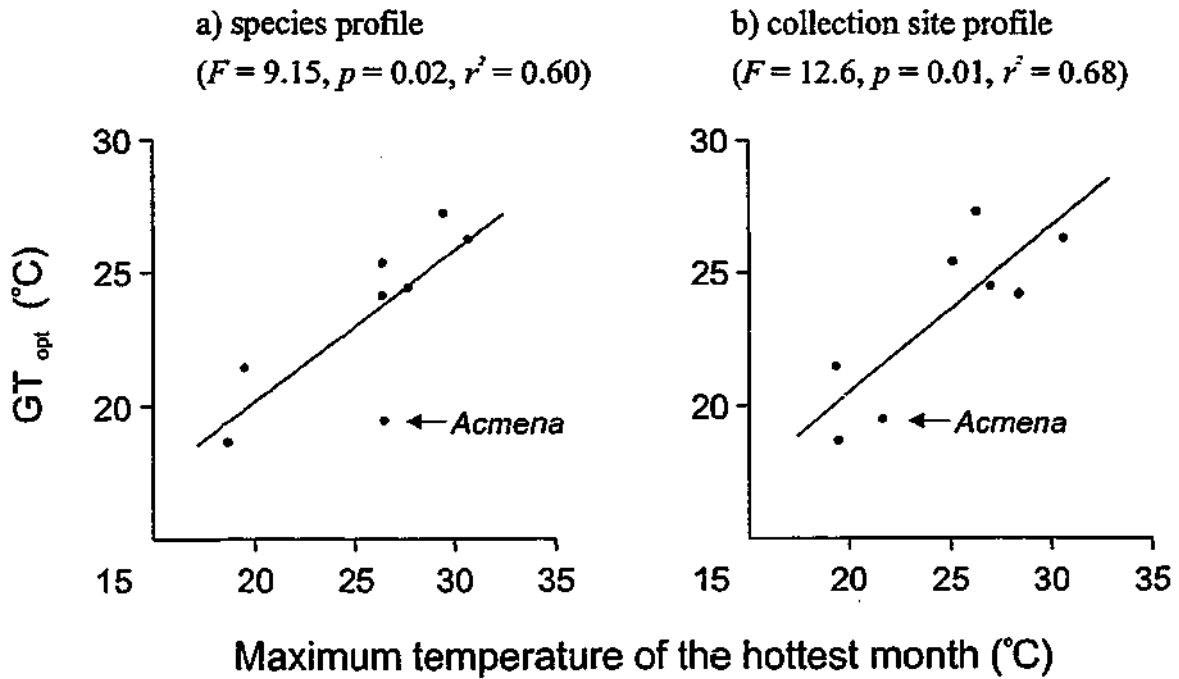 a) species profile
(F = 9.15, p = 0.02, r² = 0.60)
b) collection site profile
(F = 12.6, p = 0.01, r² = 0.68)
GT opt (°C)
30
25
20
15
20
25
30
35
Acmena
30
25
20
15
20
25
30
35
Acmena
Maximum temperature of the hottest month (°C)